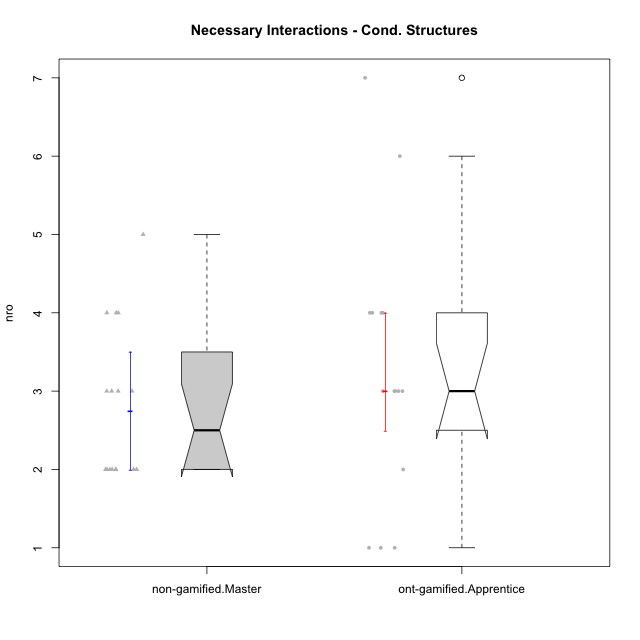 Necessary Interactions - Cond. Structures
7
6
5
4
3
2
1
nro
non-gamified.Master
ont-gamified.Apprentice